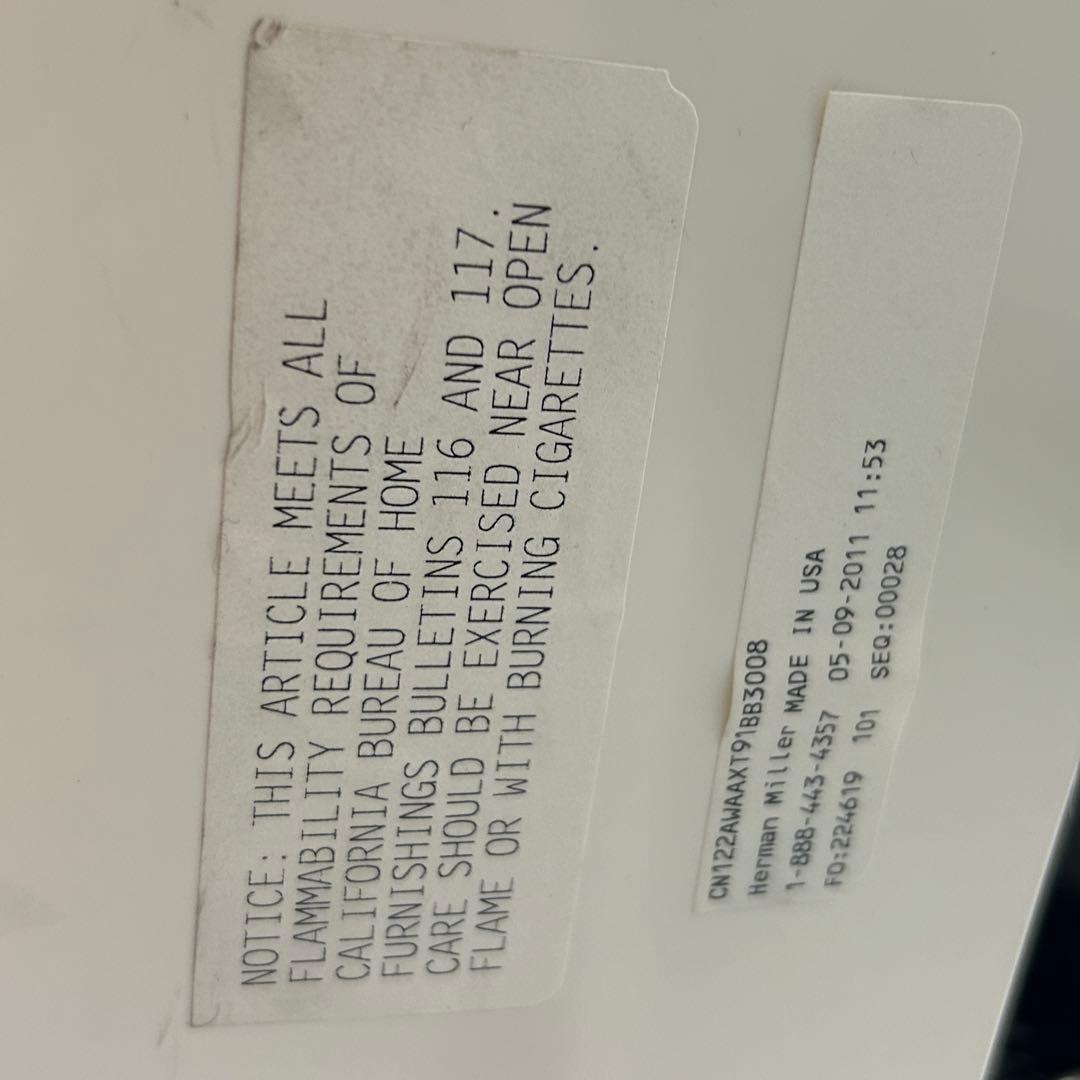 NOTICE: THIS ARTICLE MEETS ALL
FLAMMABILITY REQUIREMENTS OF
CALIFORNIA BUREAU OF HOME
FURNISHINGS BULLETINS 116 AND 117.
CARE SHOULD BE EXERCISED NEAR OPEN
FLAME OR WITH BURNING CIGARETTES.
CN122AWAAXT91BB3008
Herman Miller MADE IN USA
1-888-443-4357 05-09-2011 11:53
FO:224619 101 SEQ:00028